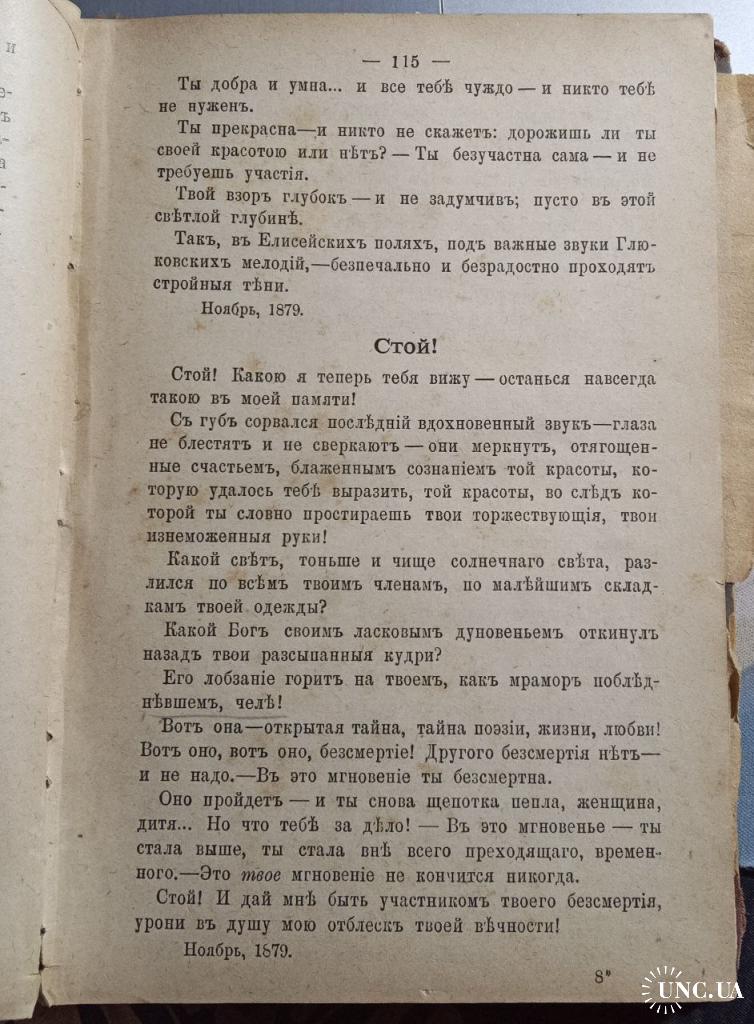 — 115 —
Ты добра и умна... и все тебѣ чуждо — и никто тебѣ
не нуженъ.
Ты прекрасна—и никто не скажетъ: дорожишь ли ты
своей красотою или нѣтъ? — Ты безучастна сама — и не
требуешь участія.
Твой взоръ глубокъ — и не задумчивъ; пусто въ этой
свѣтлой глубинѣ.
Такъ, въ Елисейскихъ поляхъ, подъ важные звуки Глю-
ковскихъ мелодій,—безпечально и безрадостно проходятъ
стройныя тѣни.
Ноябрь, 1879.
Стой!
Стой! Какою я теперь тебя вижу — останься навсегда
такою въ моей памяти!
Съ губъ сорвался послѣдній вдохновенный звукъ—глаза
не блестятъ и не сверкаютъ — они меркнутъ, отягощен-
ные счастьемъ, блаженнымъ сознаніемъ той красоты, ко-
торую удалось тебѣ выразить, той красоты, во слѣдъ ко-
торой ты словно простираешь твои торжествующія, твои
изнеможенныя руки!
Какой свѣтъ, тоньше и чище солнечнаго свѣта, раз-
лился по всѣмъ твоимъ членамъ, по малѣйшимъ склад-
камъ твоей одежды?
Какой Богъ своимъ ласковымъ дуновеньемъ откинулъ
назадъ твои разсыпанныя кудри?
Его лобзаніе горитъ на твоемъ, какъ мраморъ поблѣд-
нѣвшемъ, челѣ!
Вотъ она—открытая тайна, тайна поэзіи, жизни, любви!
Вотъ оно, вотъ оно, безсмертіе! Другого безсмертія нѣтъ—
и не надо.—Въ это мгновеніе ты безсмертна.
Оно пройдетъ — и ты снова щепотка пепла, женщина,
дитя... Но что тебѣ за дѣло! — Въ это мгновенье — ты
стала выше, ты стала внѣ всего преходящаго, времен-
ного.—Это твое мгновеніе не кончится никогда.
Стой! И дай мнѣ быть участникомъ твоего безсмертія,
урони въ душу мою отблескъ твоей вѣчности!
Ноябрь, 1879.
8*
UNC.UA